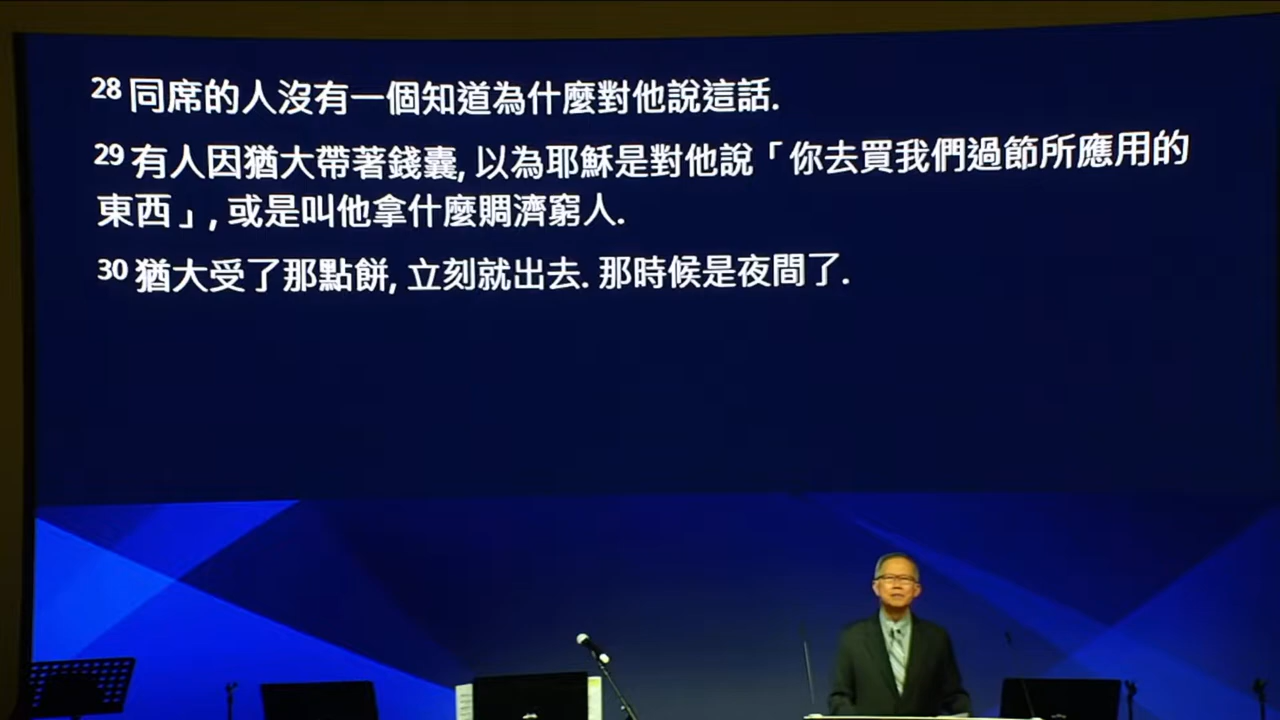 28 同席的人沒有一個知道為什麼對他說這話.
29 有人因猶大帶著錢囊, 以為耶穌是對他說「你去買我們過節所應用的
東西」, 或是叫他拿什麼賙濟窮人.
30 猶大受了那點餅, 立刻就出去. 那時候是夜間了.